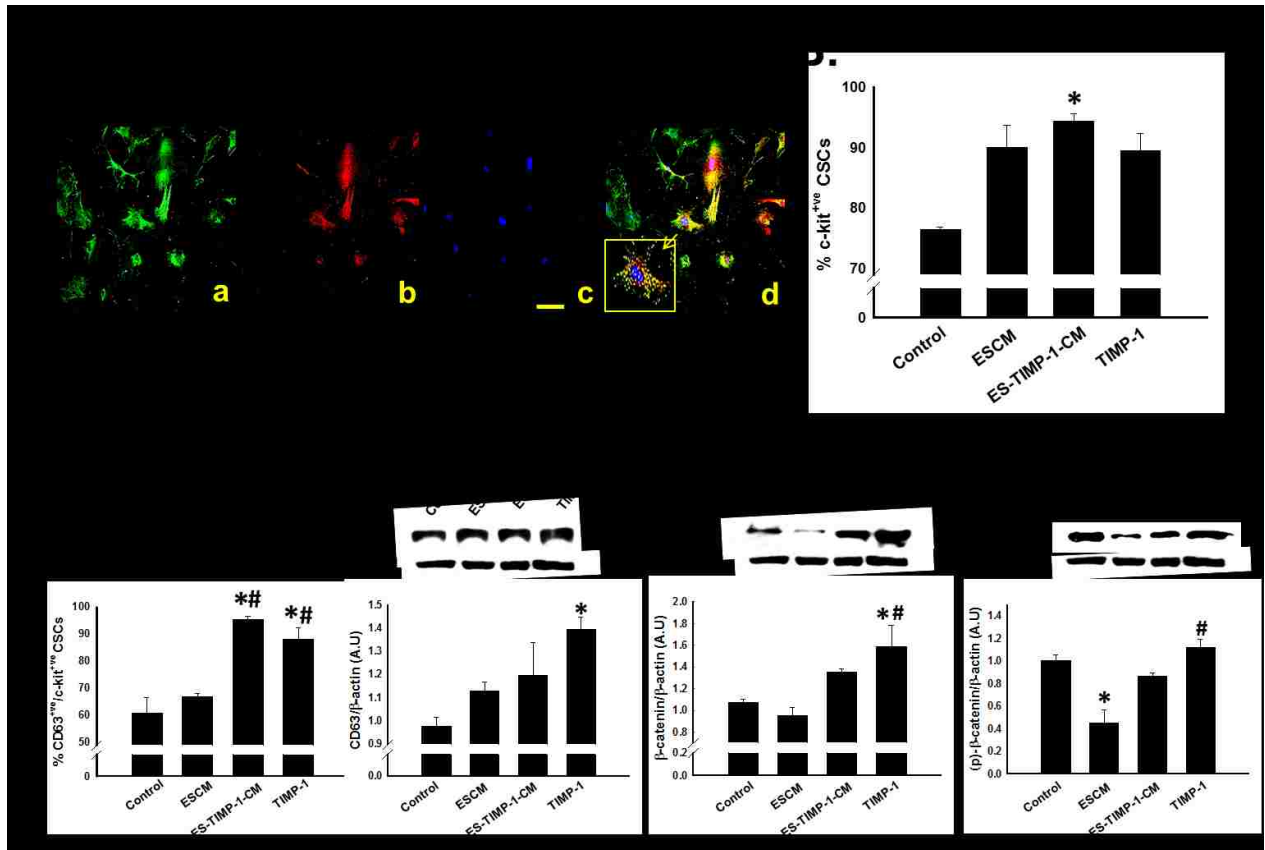 a
b
c
d
% c-kit+ve CSCs
100
90
80
70
0
*
Control
ESCM
ES-TIMP-1-CM
TIMP-1
% CD63+ve/c-kit+ve CSCs
100
90
80
70
60
50
0
*#
*#
Control
ESCM
ES-TIMP-1-CM
TIMP-1
CD63/β-actin (A.U)
1.5
1.4
1.3
1.2
1.1
1.0
0.9
0.0
*
Control
ESCM
ES-TIMP-1-CM
TIMP-1
β-catenin/β-actin (A.U)
2.0
1.8
1.6
1.4
1.2
1.0
0.8
0.2
0.0
*#
Control
ESCM
ES-TIMP-1-CM
TIMP-1
(p)-β-catenin/β-actin (A.U)
1.4
1.2
1.0
0.8
0.6
0.4
0.2
0.0
*
#
Control
ESCM
ES-TIMP-1-CM
TIMP-1